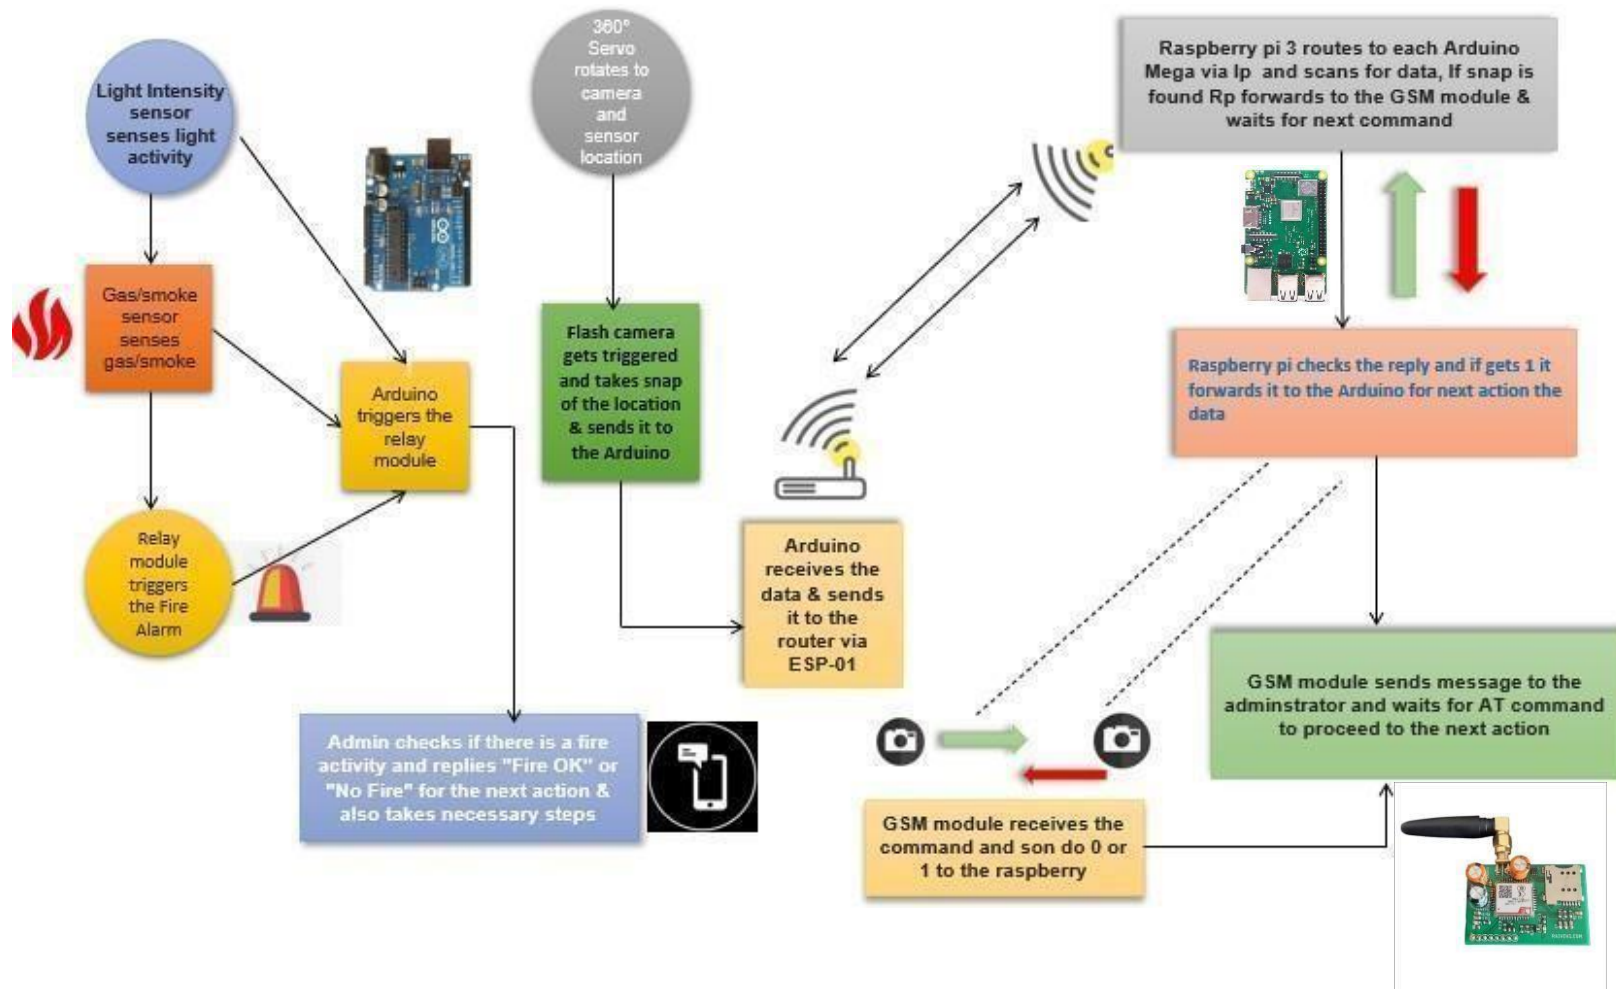 Light Intensity
sensor
senses light
activity
Gas/smoke
sensor
senses
gas/smoke
Relay
module
triggers
the Fire
Alarm
Arduino
triggers the
relay
module
360°
Servo
rotates to
camera
and
sensor
location
Flash camera
gets triggered
and takes snap
of the location
& sends it to
the Arduino
Arduino
receives the
data & sends
it to the
router via
ESP-01
Admin checks if there is a fire
activity and replies "Fire OK" or
"No Fire" for the next action &
also takes necessary steps
Raspberry pi 3 routes to each Arduino
Mega via Ip and scans for data, If snap is
found Rp forwards to the GSM module &
waits for next command
Raspberry pi checks the reply and if gets 1 it
forwards it to the Arduino for next action the
data
GSM module sends message to the
adminstrator and waits for AT command
to proceed to the next action
GSM module receives the
command and son do 0 or
1 to the raspberry